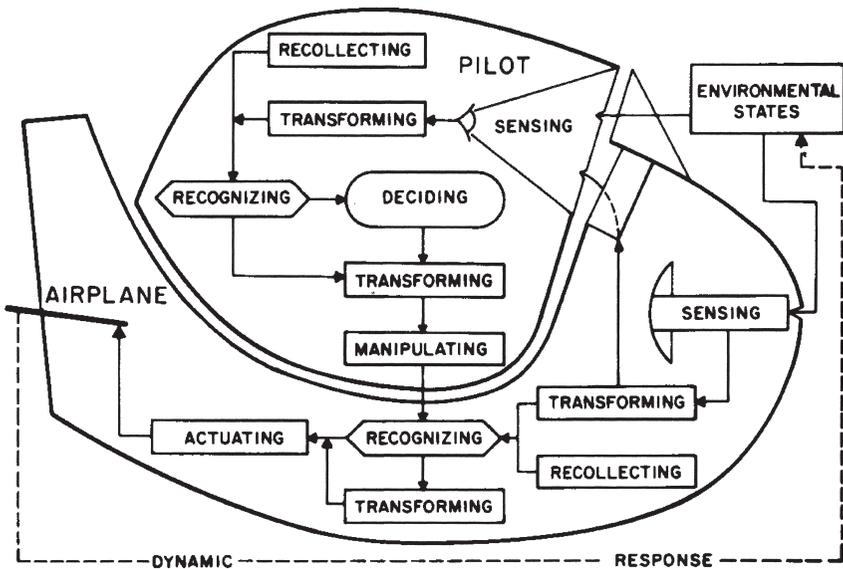 RECOLLECTING
PILOT
ENVIRONMENTAL
STATES
TRANSFORMING
SENSING
RECOGNIZING
DECIDING
TRANSFORMING
AIRPLANE
SENSING
MANIPULATING
TRANSFORMING
ACTUATING
RECOGNIZING
RECOLLECTING
TRANSFORMING
DYNAMIC
RESPONSE